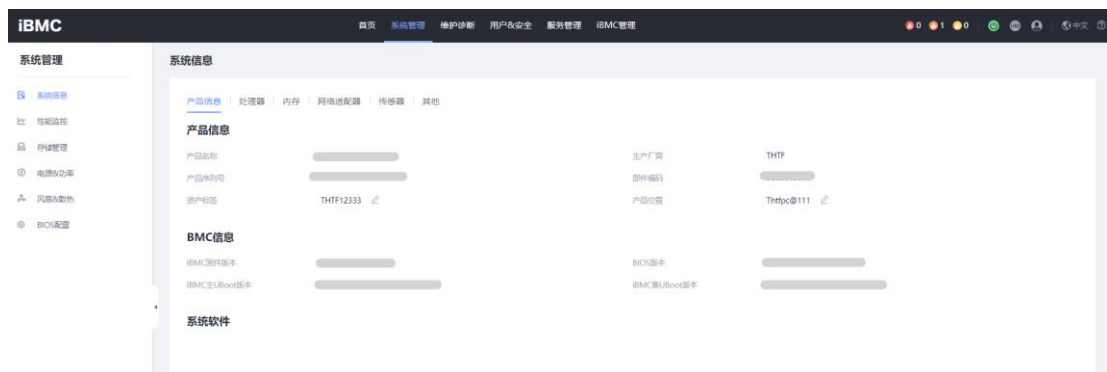 iBMC 首页 系统管理 维护诊断 用户&安全 服务管理 iBMC管理 0 1 0 中文
系统管理
系统信息
性能监控
存储管理
电源&功率
风扇&散热
BIOS配置
系统信息
产品信息 处理器 内存 网络适配器 传感器 其他
产品信息
产品名称 生产厂商 THTF
产品序列号 部件编码
资产标签 THTF12333 产品位置 Thtfpc@111
BMC信息
iBMC固件版本 BIOS版本
iBMC主UBoot版本 iBMC备UBoot版本
系统软件